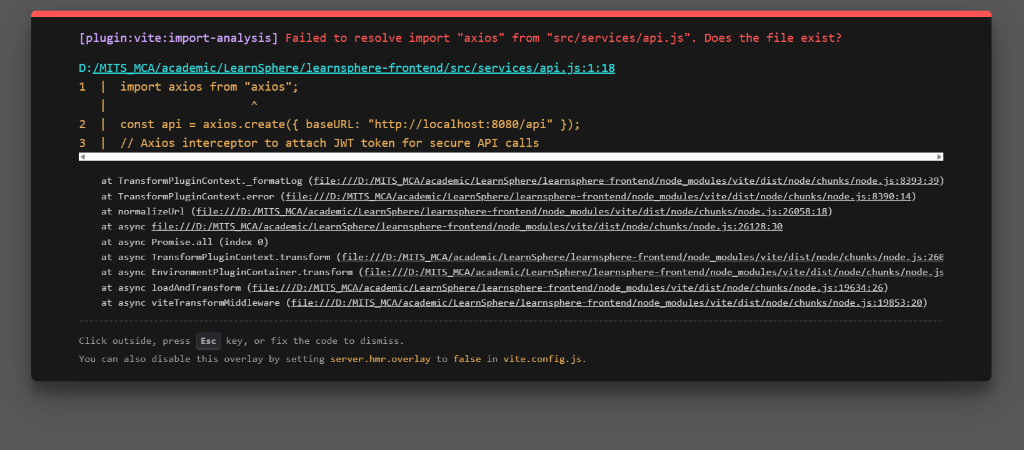 [plugin:vite:import-analysis] Failed to resolve import "axios" from "src/services/api.js". Does the file exist?
D:/MITS_MCA/academic/LearnSphere/learnsphere-frontend/src/services/api.js:1:18
1 | import axios from "axios";
| ^
2 | const api = axios.create({ baseURL: "http://localhost:8080/api" });
3 | // Axios interceptor to attach JWT token for secure API calls
at TransformPluginContext._formatLog (file:///D:/MITS_MCA/academic/LearnSphere/learnsphere-frontend/node_modules/vite/dist/node/chunks/node.js:8393:39)
at TransformPluginContext.error (file:///D:/MITS_MCA/academic/LearnSphere/learnsphere-frontend/node_modules/vite/dist/node/chunks/node.js:8390:14)
at normalizeUrl (file:///D:/MITS_MCA/academic/LearnSphere/learnsphere-frontend/node_modules/vite/dist/node/chunks/node.js:26058:18)
at async file:///D:/MITS_MCA/academic/LearnSphere/learnsphere-frontend/node_modules/vite/dist/node/chunks/node.js:26128:30
at async Promise.all (index 0)
at async TransformPluginContext.transform (file:///D:/MITS_MCA/academic/LearnSphere/learnsphere-frontend/node_modules/vite/dist/node/chunks/node.js:260
at async EnvironmentPluginContainer.transform (file:///D:/MITS_MCA/academic/LearnSphere/learnsphere-frontend/node_modules/vite/dist/node/chunks/node.js
at async loadAndTransform (file:///D:/MITS_MCA/academic/LearnSphere/learnsphere-frontend/node_modules/vite/dist/node/chunks/node.js:19634:26)
at async viteTransformMiddleware (file:///D:/MITS_MCA/academic/LearnSphere/learnsphere-frontend/node_modules/vite/dist/node/chunks/node.js:19853:20)
Click outside, press Esc key, or fix the code to dismiss.
You can also disable this overlay by setting server.hmr.overlay to false in vite.config.js.